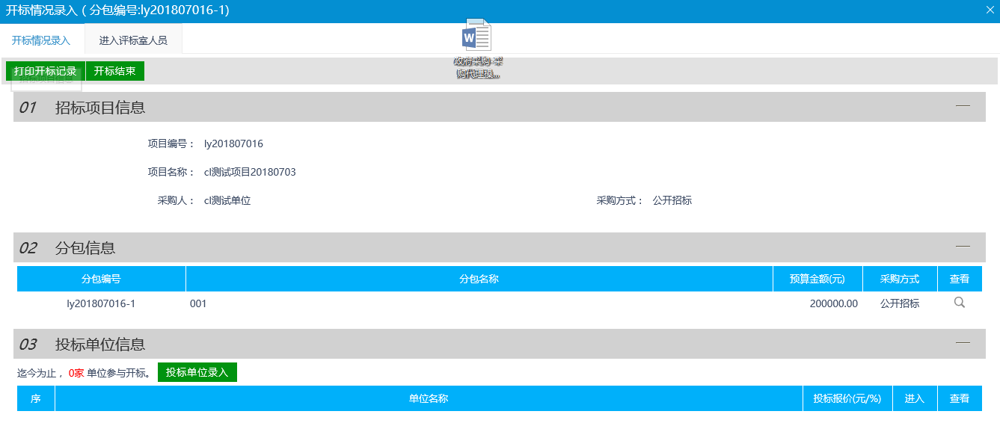 开标情况录入 ( 分包编号:ly201807016-1)
开标情况录入 进入评标室人员
政府采购-采
购代理操...
打印开标记录 开标结束
招标项目信息
01 招标项目信息
项目编号： ly201807016
项目名称： cl测试项目20180703
采购人： cl测试单位 采购方式： 公开招标
02 分包信息
分包编号 分包名称 预算金额(元) 采购方式 查看
ly201807016-1 001 200000.00 公开招标
03 投标单位信息
迄今为止，0家 单位参与开标。 投标单位录入
序 单位名称 投标报价(元/%) 进入 查看